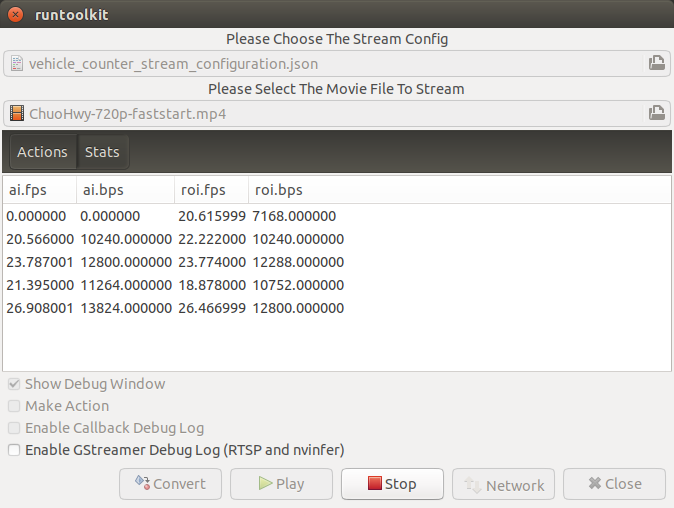 runtoolkit
Please Choose The Stream Config
vehicle_counter_stream_configuration.json
Please Select The Movie File To Stream
ChuoHwy-720p-faststart.mp4
Actions Stats
ai.fps ai.bps roi.fps roi.bps
0.000000 0.000000 20.615999 7168.000000
20.566000 10240.000000 22.222000 10240.000000
23.787001 12800.000000 23.774000 12288.000000
21.395000 11264.000000 18.878000 10752.000000
26.908001 13824.000000 26.466999 12800.000000
Show Debug Window
Make Action
Enable Callback Debug Log
Enable GStreamer Debug Log (RTSP and nvinfer)
Convert Play Stop Network Close